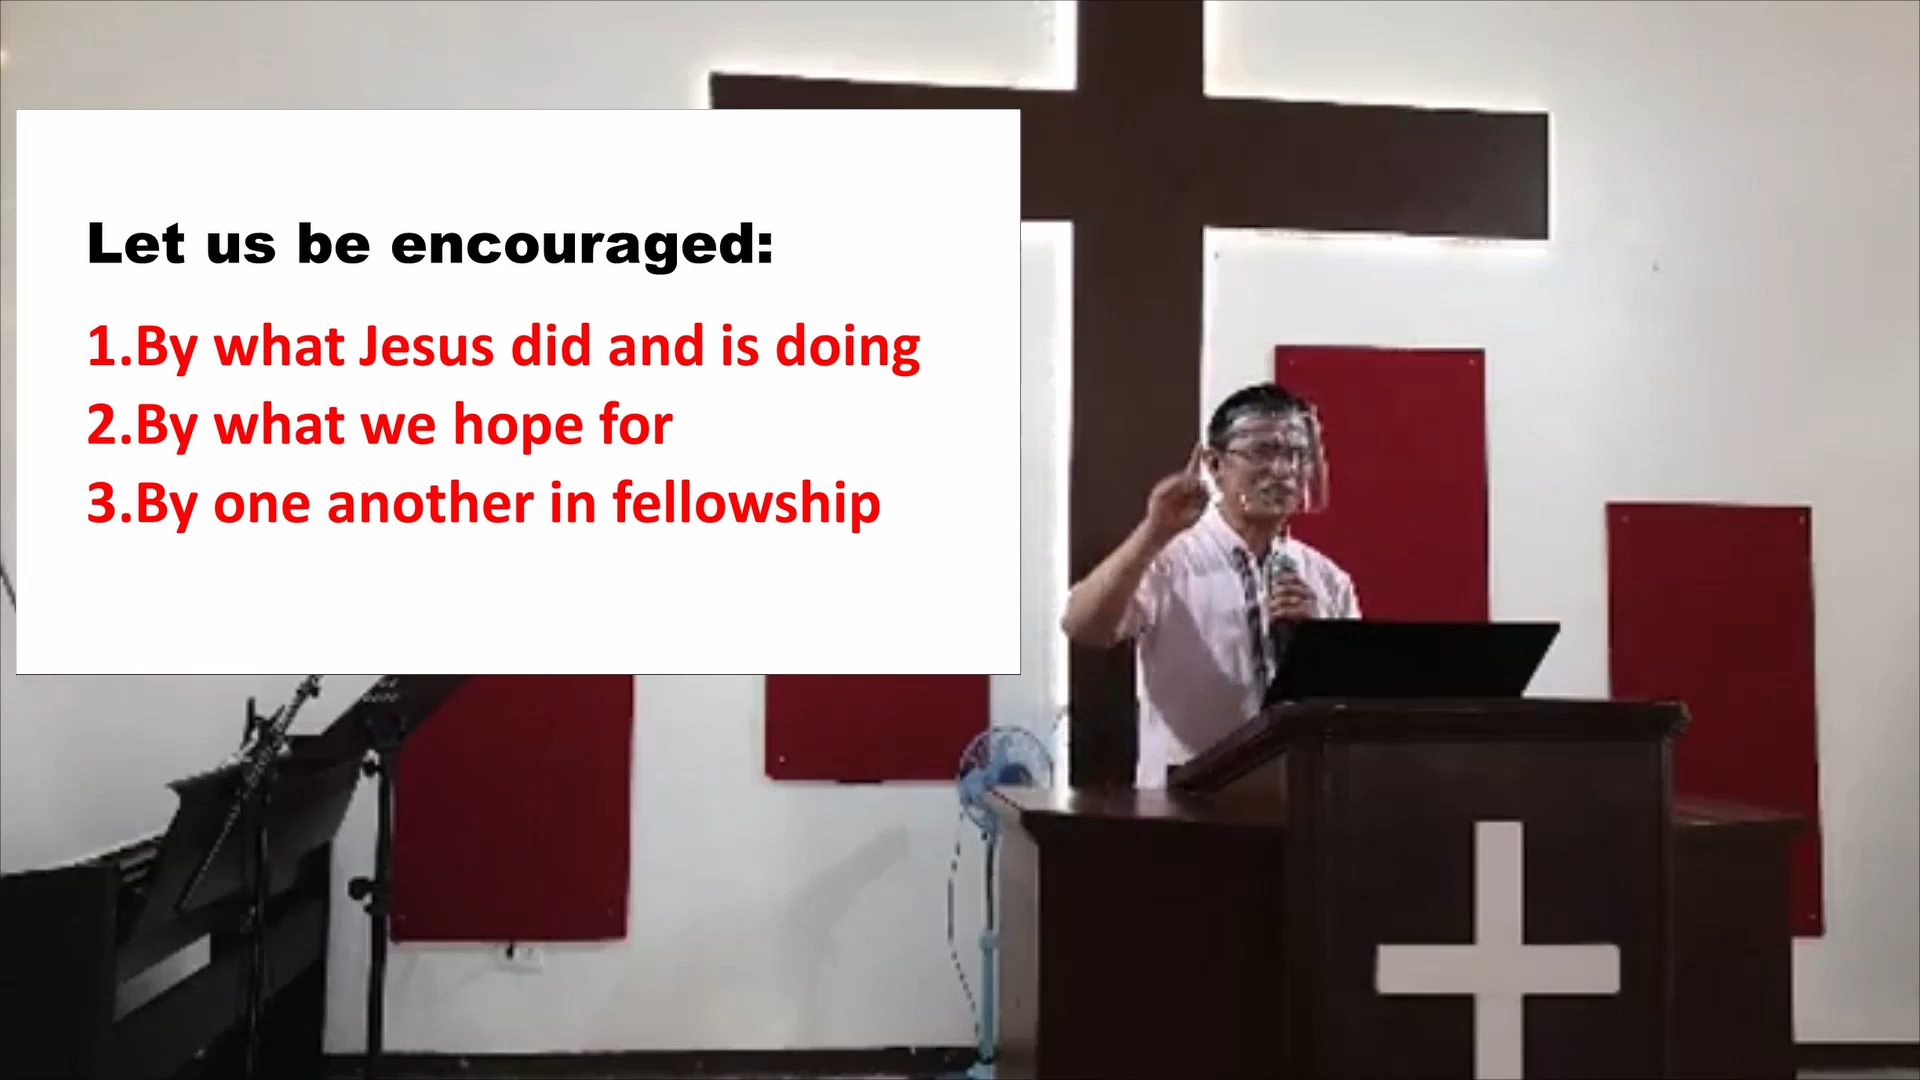 Let us be encouraged:
1.By what Jesus did and is doing
2.By what we hope for
3.By one another in fellowship